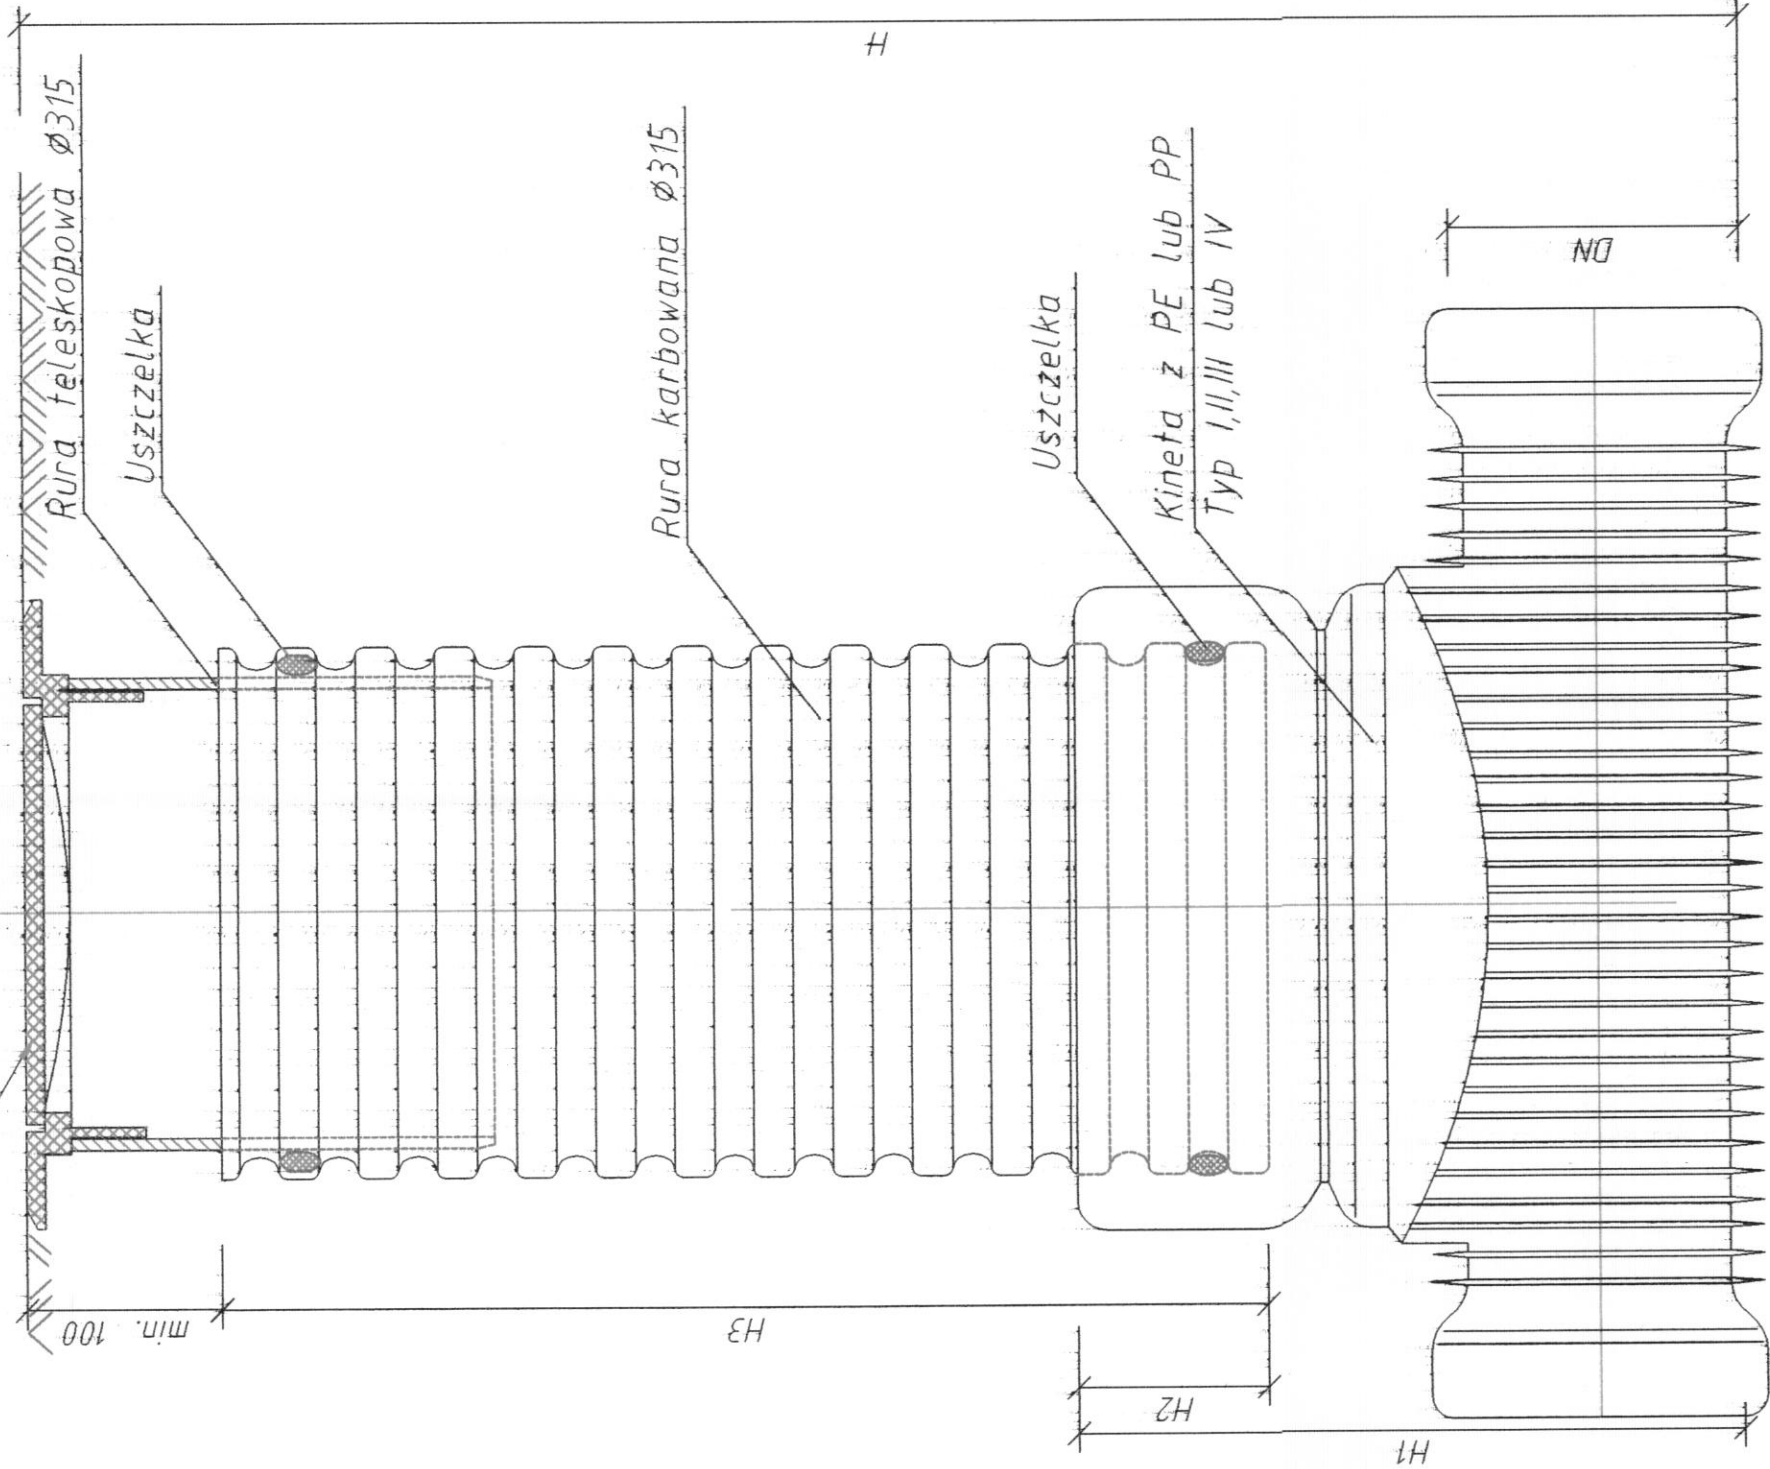 H
Rura teleskopowa Ø315
Uszczelka
Rura karbowana Ø315
Uszczelka
Kineta z PE lub PP
Typ I,II,III lub IV
DN
min. 100
H3
H2
H1